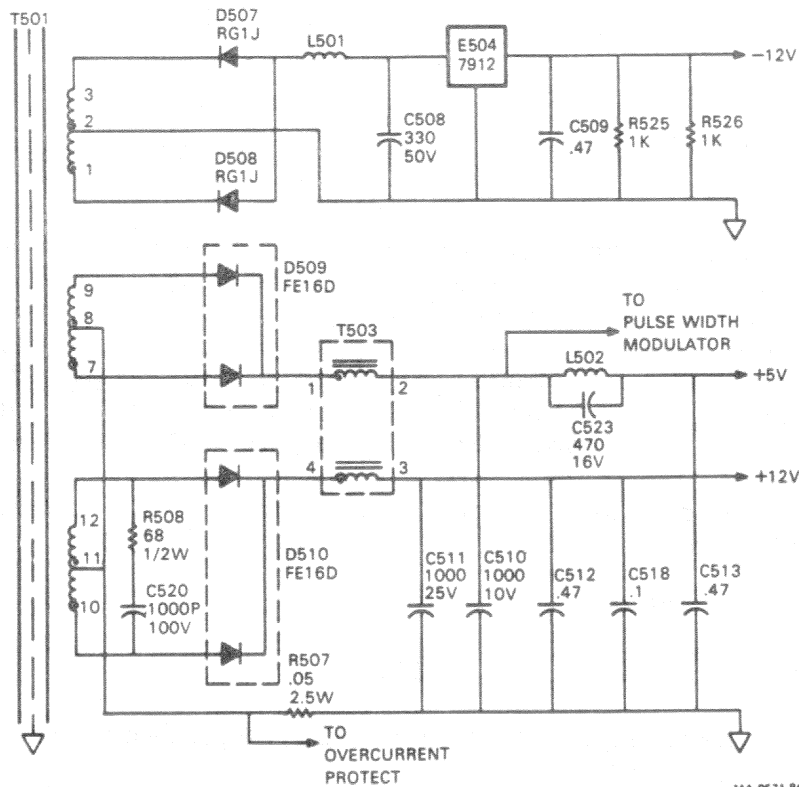 T501
D507
RG1J
L501
E504
7912
−12V
3
2
1
C508
330
50V
C509
.47
R525
1K
R526
1K
D508
RG1J
D509
FE16D
9
8
7
T503
1
2
TO
PULSE WIDTH
MODULATOR
L502
+5V
C523
470
16V
4
3
+12V
12
11
10
R508
68
1/2W
C520
1000P
100V
D510
FE16D
C511
1000
25V
C510
1000
10V
C512
.47
C518
.1
C513
.47
R507
.05
2.5W
TO
OVERCURRENT
PROTECT